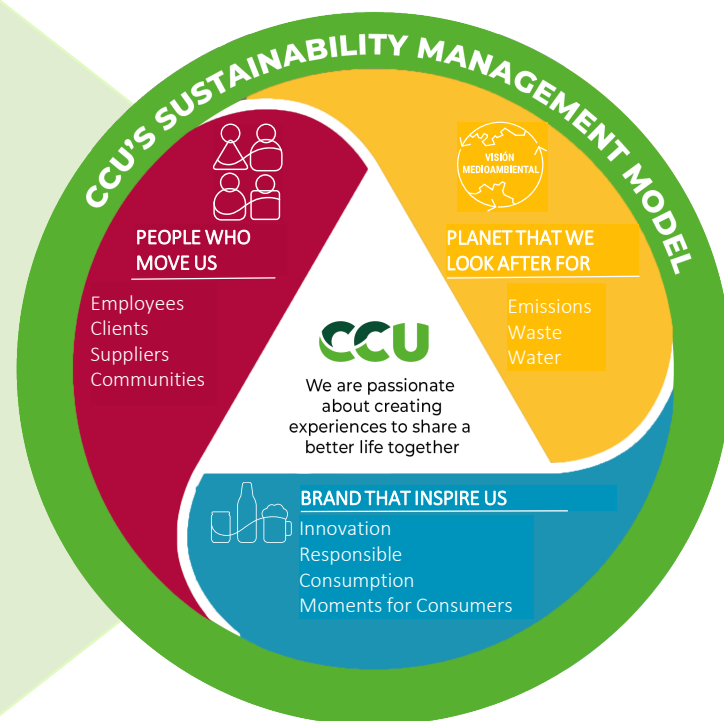 CCU'S SUSTAINABILITY MANAGEMENT MODEL
PEOPLE WHO
MOVE US
Employees
Clients
Suppliers
Communities
VISIÓN
MEDIOAMBIENTAL
PLANET THAT WE
LOOK AFTER FOR
Emissions
Waste
Water
CCU
We are passionate
about creating
experiences to share a
better life together
BRAND THAT INSPIRE US
Innovation
Responsible
Consumption
Moments for Consumers